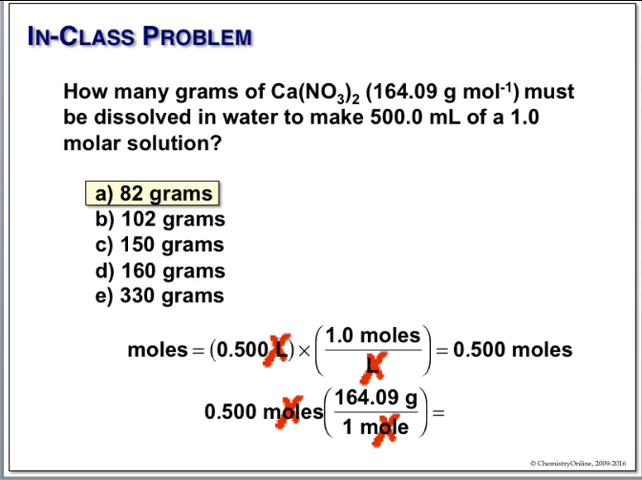 IN-CLASS PROBLEM
How many grams of Ca(NO₃)₂ (164.09 g mol⁻¹) must
be dissolved in water to make 500.0 mL of a 1.0
molar solution?
a) 82 grams
b) 102 grams
c) 150 grams
d) 160 grams
e) 330 grams
moles = (0.500 L) × (1.0 moles / L) = 0.500 moles
0.500 moles (164.09 g / 1 mole) =
© ChemistryOnline, 2009-2016